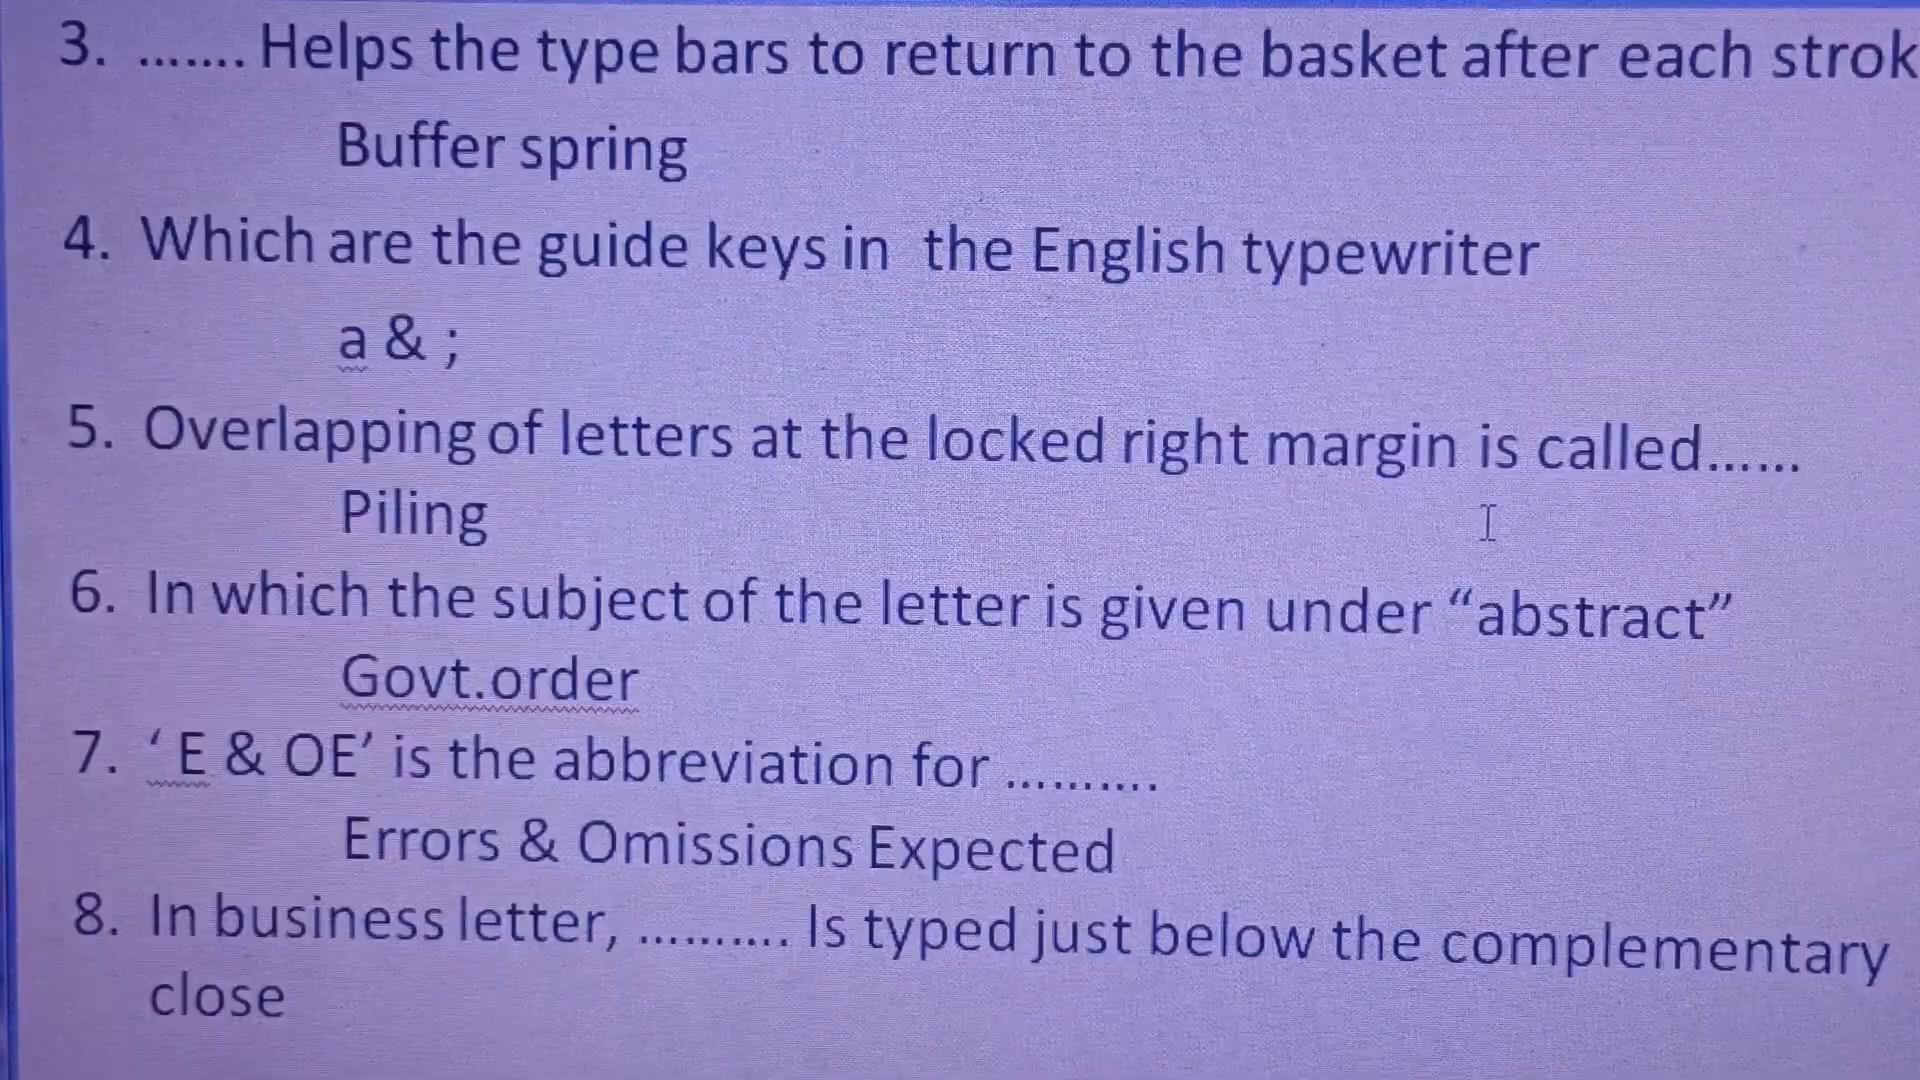 3. ....... Helps the type bars to return to the basket after each strok
Buffer spring
4. Which are the guide keys in the English typewriter
a & ;
5. Overlapping of letters at the locked right margin is called......
Piling
6. In which the subject of the letter is given under “abstract”
Govt.order
7. ‘E & OE’ is the abbreviation for ..........
Errors & Omissions Expected
8. In business letter, .......... Is typed just below the complementary
close